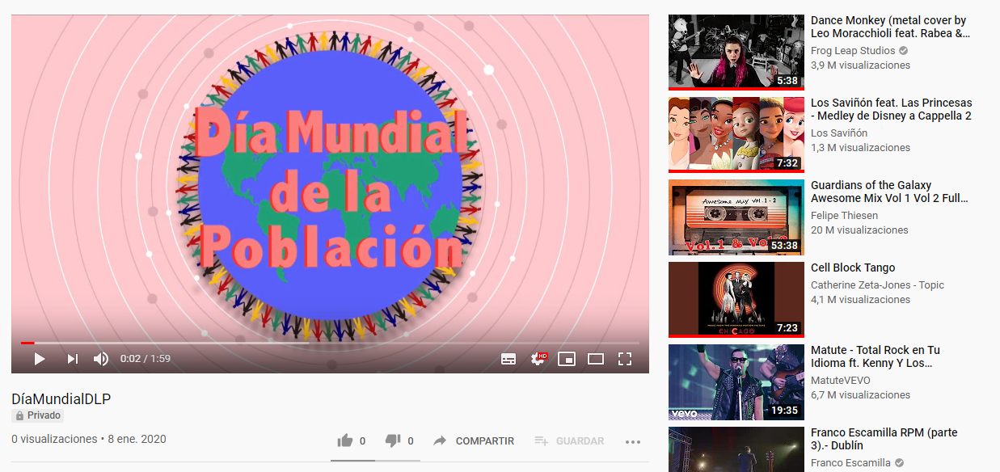 Día Mundial
de la
Población
0:02 / 1:59
HD
DíaMundialDLP
Privado
0 visualizaciones • 8 ene. 2020
0
0
COMPARTIR
GUARDAR
5:38
Dance Monkey (metal cover by
Leo Moracchioli feat. Rabea &...
Frog Leap Studios
3,9 M visualizaciones
7:32
Los Saviñón feat. Las Princesas
- Medley de Disney a Cappella 2
Los Saviñón
1,3 M visualizaciones
Awesome mix vol. 1 - 2
Vol. 1 & Vol
53:38
Guardians of the Galaxy
Awesome Mix Vol 1 Vol 2 Full...
Felipe Thiesen
20 M visualizaciones
CHICAGO
7:23
Cell Block Tango
Catherine Zeta-Jones - Topic
4,1 M visualizaciones
vevo
19:35
Matute - Total Rock en Tu
Idioma ft. Kenny Y Los...
MatuteVEVO
6,7 M visualizaciones
Franco Escamilla RPM (parte
3).- Dublín
Franco Escamilla